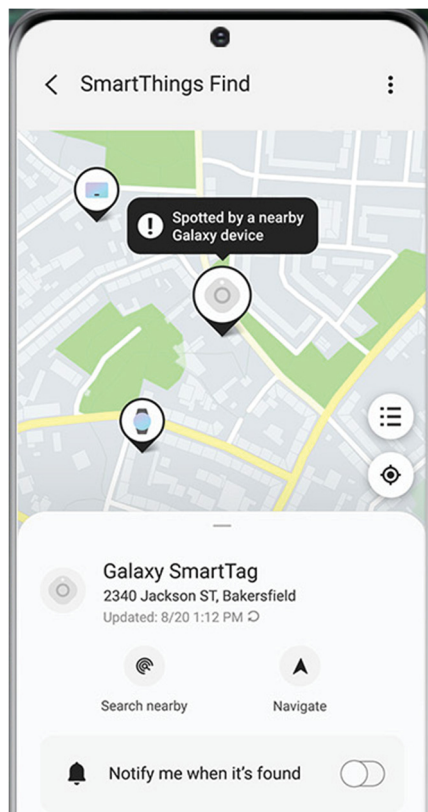 SmartThings Find
Spotted by a nearby
Galaxy device
Galaxy SmartTag
2340 Jackson ST, Bakersfield
Updated: 8/20 1:12 PM
Search nearby
Navigate
Notify me when it's found